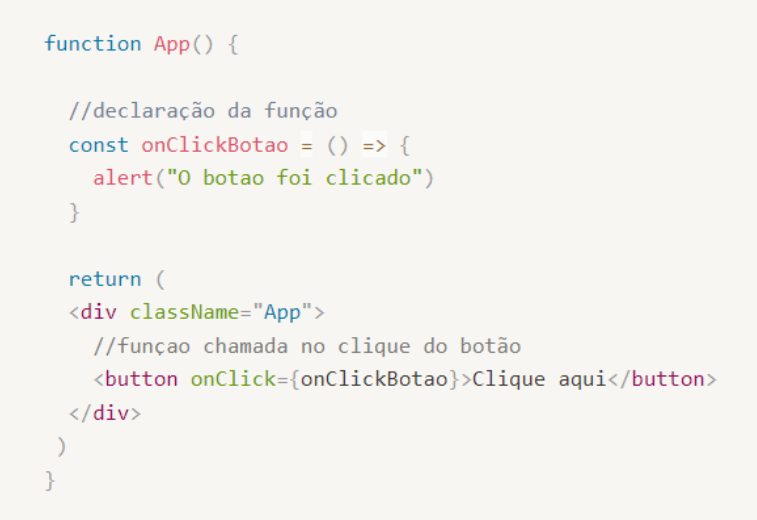 function App() {
//declaração da função
const onClickBotao = () => {
alert("O botao foi clicado")
}
return (
<div className="App">
//funçao chamada no clique do botão
<button onClick={onClickBotao}>Clique aqui</button>
</div>
)
}